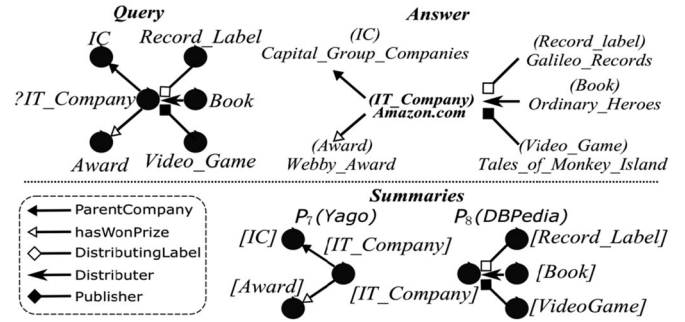 Query
Answer
IC
Record_Label
?IT_Company
Book
Award
Video_Game
(IC)
Capital_Group_Companies
(Record_label)
Galileo_Records
(IT_Company)
Amazon.com
(Book)
Ordinary_Heroes
(Award)
Webby_Award
(Video_Game)
Tales_of_Monkey_Island
Summaries
ParentCompany
hasWonPrize
DistributingLabel
Distributer
Publisher
P7(Yago)
P8(DBPedia)
[IC]
[IT_Company]
[Award]
[Record_Label]
[Book]
[IT_Company]
[VideoGame]